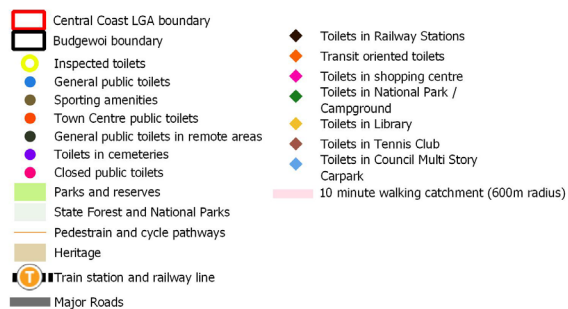 Central Coast LGA boundary
Budgewoi boundary
Inspected toilets
General public toilets
Sporting amenities
Town Centre public toilets
General public toilets in remote areas
Toilets in cemeteries
Closed public toilets
Parks and reserves
State Forest and National Parks
Pedestrain and cycle pathways
Heritage
T
Train station and railway line
Major Roads
Toilets in Railway Stations
Transit oriented toilets
Toilets in shopping centre
Toilets in National Park /
Campground
Toilets in Library
Toilets in Tennis Club
Toilets in Council Multi Story
Carpark
10 minute walking catchment (600m radius)